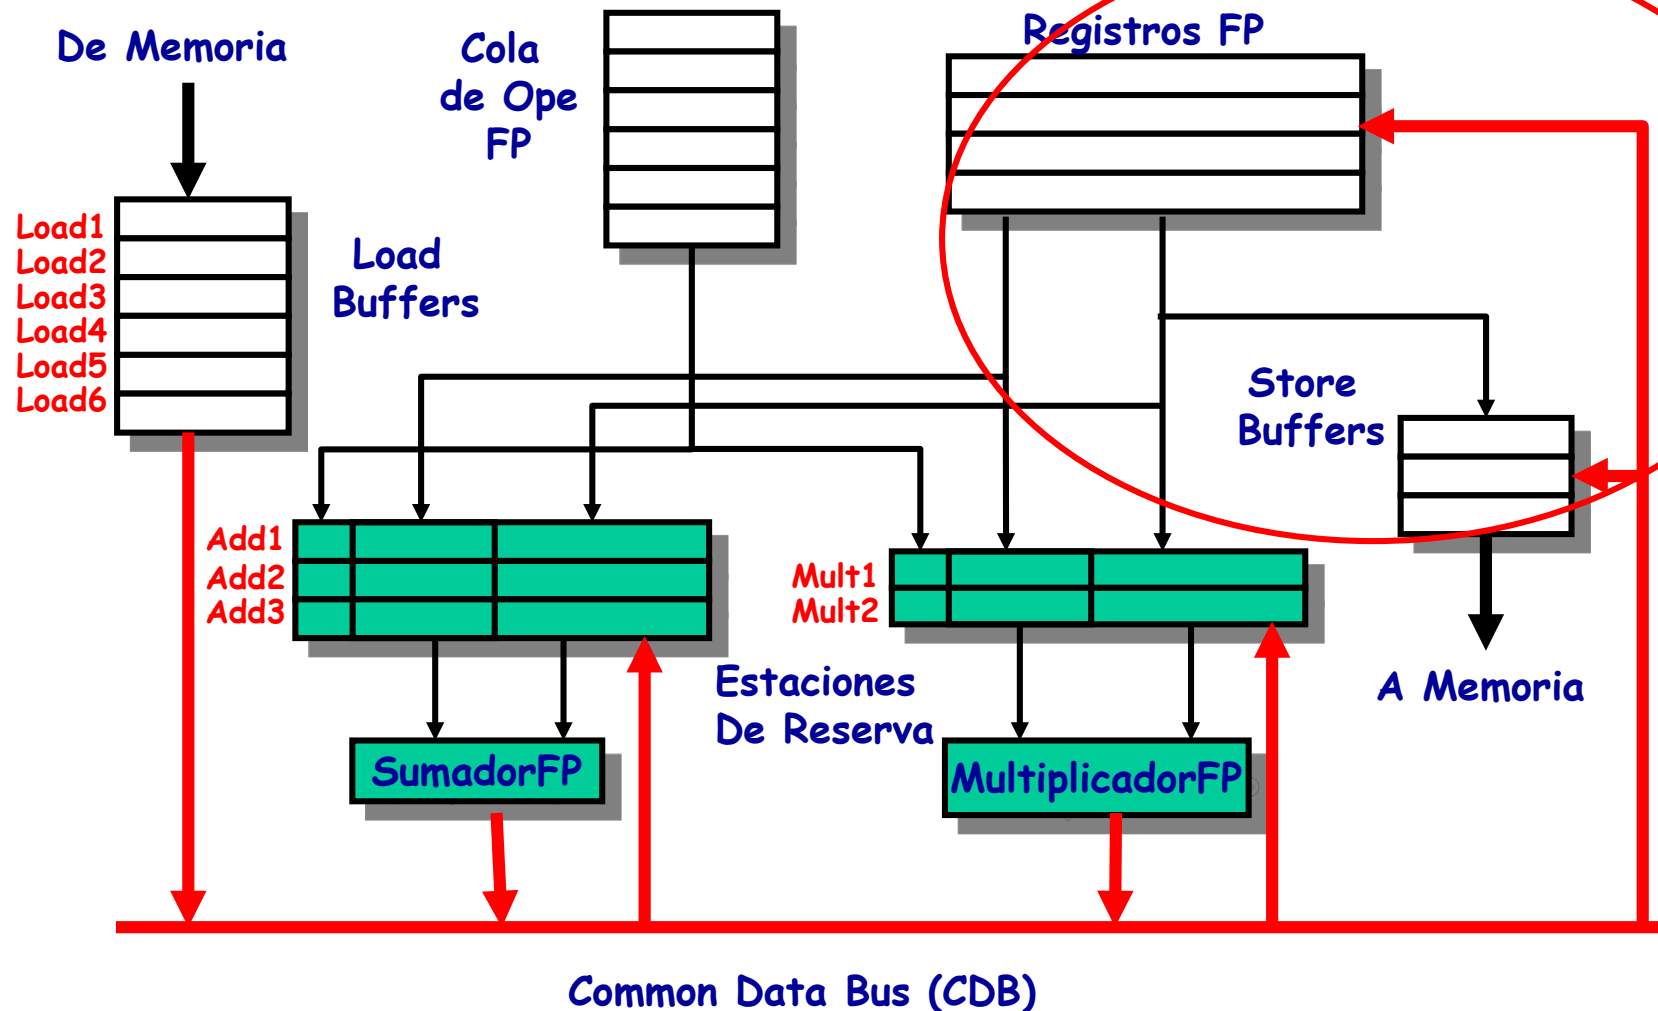 De Memoria
Cola
de Ope
FP
Registros FP
Load1
Load2
Load3
Load4
Load5
Load6
Load
Buffers
Store
Buffers
Add1
Add2
Add3
Mult1
Mult2
Estaciones
De Reserva
A Memoria
SumadorFP
MultiplicadorFP
Common Data Bus (CDB)